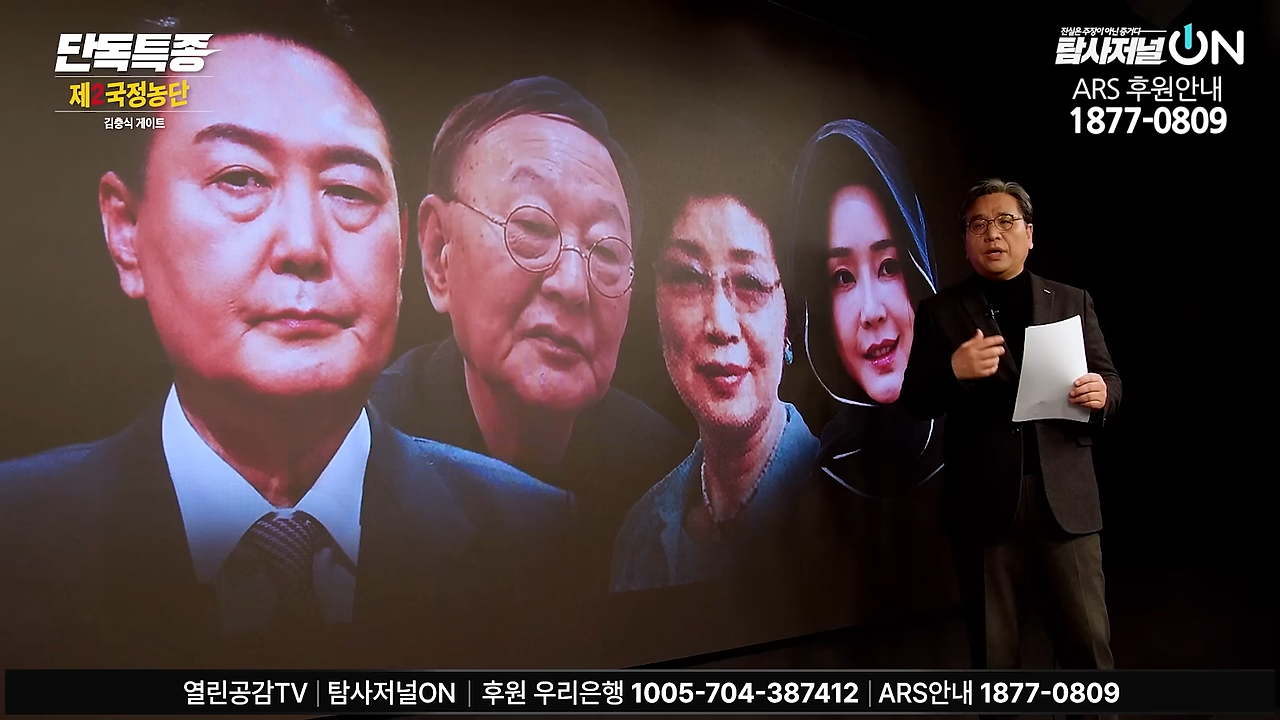 단독특종
제2국정농단
김충식 게이트
진실은 주장이 아닌 증거다
탐사저널ON
ARS 후원안내
1877-0809
열린공감TV | 탐사저널ON | 후원 우리은행 1005-704-387412 | ARS안내 1877-0809